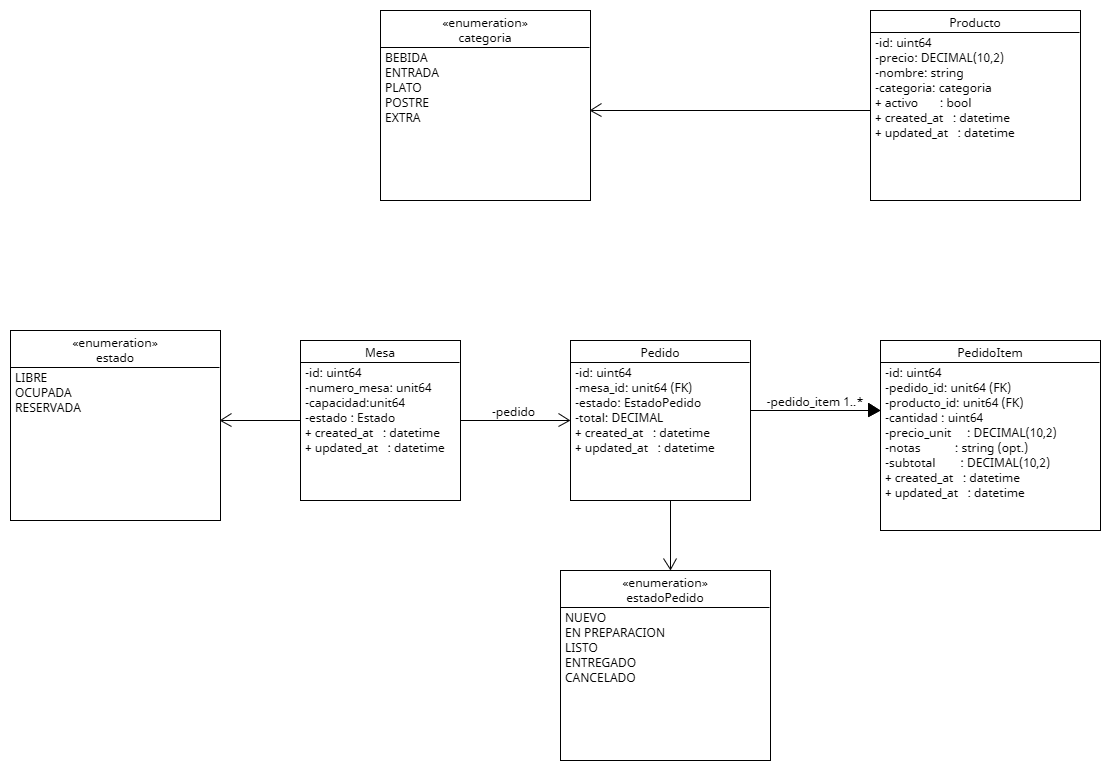 «enumeration»
categoria
BEBIDA
ENTRADA
PLATO
POSTRE
EXTRA
Producto
-id: uint64
-precio: DECIMAL(10,2)
-nombre: string
-categoria: categoria
+ activo : bool
+ created_at : datetime
+ updated_at : datetime
«enumeration»
estado
LIBRE
OCUPADA
RESERVADA
Mesa
-id: uint64
-numero_mesa: unit64
-capacidad:unit64
-estado : Estado
+ created_at : datetime
+ updated_at : datetime
-pedido
Pedido
-id: uint64
-mesa_id: unit64 (FK)
-estado: EstadoPedido
-total: DECIMAL
+ created_at : datetime
+ updated_at : datetime
-pedido_item 1..*
PedidoItem
-id: uint64
-pedido_id: unit64 (FK)
-producto_id: unit64 (FK)
-cantidad : uint64
-precio_unit : DECIMAL(10,2)
-notas : string (opt.)
-subtotal : DECIMAL(10,2)
+ created_at : datetime
+ updated_at : datetime
«enumeration»
estadoPedido
NUEVO
EN PREPARACION
LISTO
ENTREGADO
CANCELADO